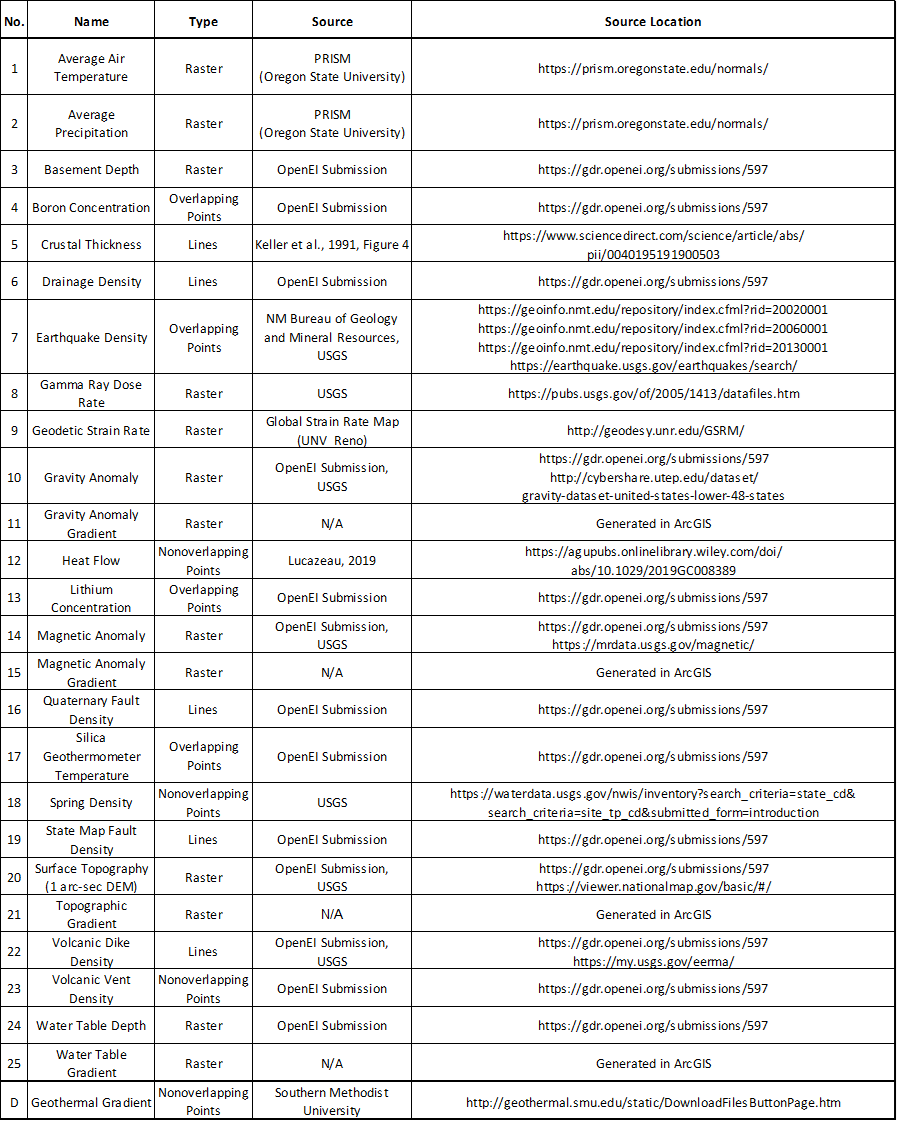 No. Name Type Source Source Location
1 Average Air Temperature Raster PRISM (Oregon State University) https://prism.oregonstate.edu/normals/
2 Average Precipitation Raster PRISM (Oregon State University) https://prism.oregonstate.edu/normals/
3 Basement Depth Raster OpenEI Submission https://gdr.openei.org/submissions/597
4 Boron Concentration Overlapping Points OpenEI Submission https://gdr.openei.org/submissions/597
5 Crustal Thickness Lines Keller et al., 1991, Figure 4 https://www.sciencedirect.com/science/article/abs/pii/0040195191900503
6 Drainage Density Lines OpenEI Submission https://gdr.openei.org/submissions/597
7 Earthquake Density Overlapping Points NM Bureau of Geology and Mineral Resources, USGS https://geoinfo.nmt.edu/repository/index.cfml?rid=20020001
https://geoinfo.nmt.edu/repository/index.cfml?rid=20060001
https://geoinfo.nmt.edu/repository/index.cfml?rid=20130001
https://earthquake.usgs.gov/earthquakes/search/
8 Gamma Ray Dose Rate Raster USGS https://pubs.usgs.gov/of/2005/1413/datafiles.htm
9 Geodetic Strain Rate Raster Global Strain Rate Map (UNV Reno) http://geodesy.unr.edu/GSRM/
10 Gravity Anomaly Raster OpenEI Submission, USGS https://gdr.openei.org/submissions/597
http://cybershare.utep.edu/dataset/gravity-dataset-united-states-lower-48-states
11 Gravity Anomaly Gradient Raster N/A Generated in ArcGIS
12 Heat Flow Nonoverlapping Points Lucazeau, 2019 https://agupubs.onlinelibrary.wiley.com/doi/abs/10.1029/2019GC008389
13 Lithium Concentration Overlapping Points OpenEI Submission https://gdr.openei.org/submissions/597
14 Magnetic Anomaly Raster OpenEI Submission, USGS https://gdr.openei.org/submissions/597
https://mrdata.usgs.gov/magnetic/
15 Magnetic Anomaly Gradient Raster N/A Generated in ArcGIS
16 Quaternary Fault Density Lines OpenEI Submission https://gdr.openei.org/submissions/597
17 Silica Geothermometer Temperature Overlapping Points OpenEI Submission https://gdr.openei.org/submissions/597
18 Spring Density Nonoverlapping Points USGS https://waterdata.usgs.gov/nwis/inventory?search_criteria=state_cd&search_criteria=site_tp_cd&submitted_form=introduction
19 State Map Fault Density Lines OpenEI Submission https://gdr.openei.org/submissions/597
20 Surface Topography (1 arc-sec DEM) Raster OpenEI Submission, USGS https://gdr.openei.org/submissions/597
https://viewer.nationalmap.gov/basic/#/
21 Topographic Gradient Raster N/A Generated in ArcGIS
22 Volcanic Dike Density Lines OpenEI Submission, USGS https://gdr.openei.org/submissions/597
https://my.usgs.gov/eerma/
23 Volcanic Vent Density Nonoverlapping Points OpenEI Submission https://gdr.openei.org/submissions/597
24 Water Table Depth Raster OpenEI Submission https://gdr.openei.org/submissions/597
25 Water Table Gradient Raster N/A Generated in ArcGIS
D Geothermal Gradient Nonoverlapping Points Southern Methodist University http://geothermal.smu.edu/static/DownloadFilesButtonPage.htm